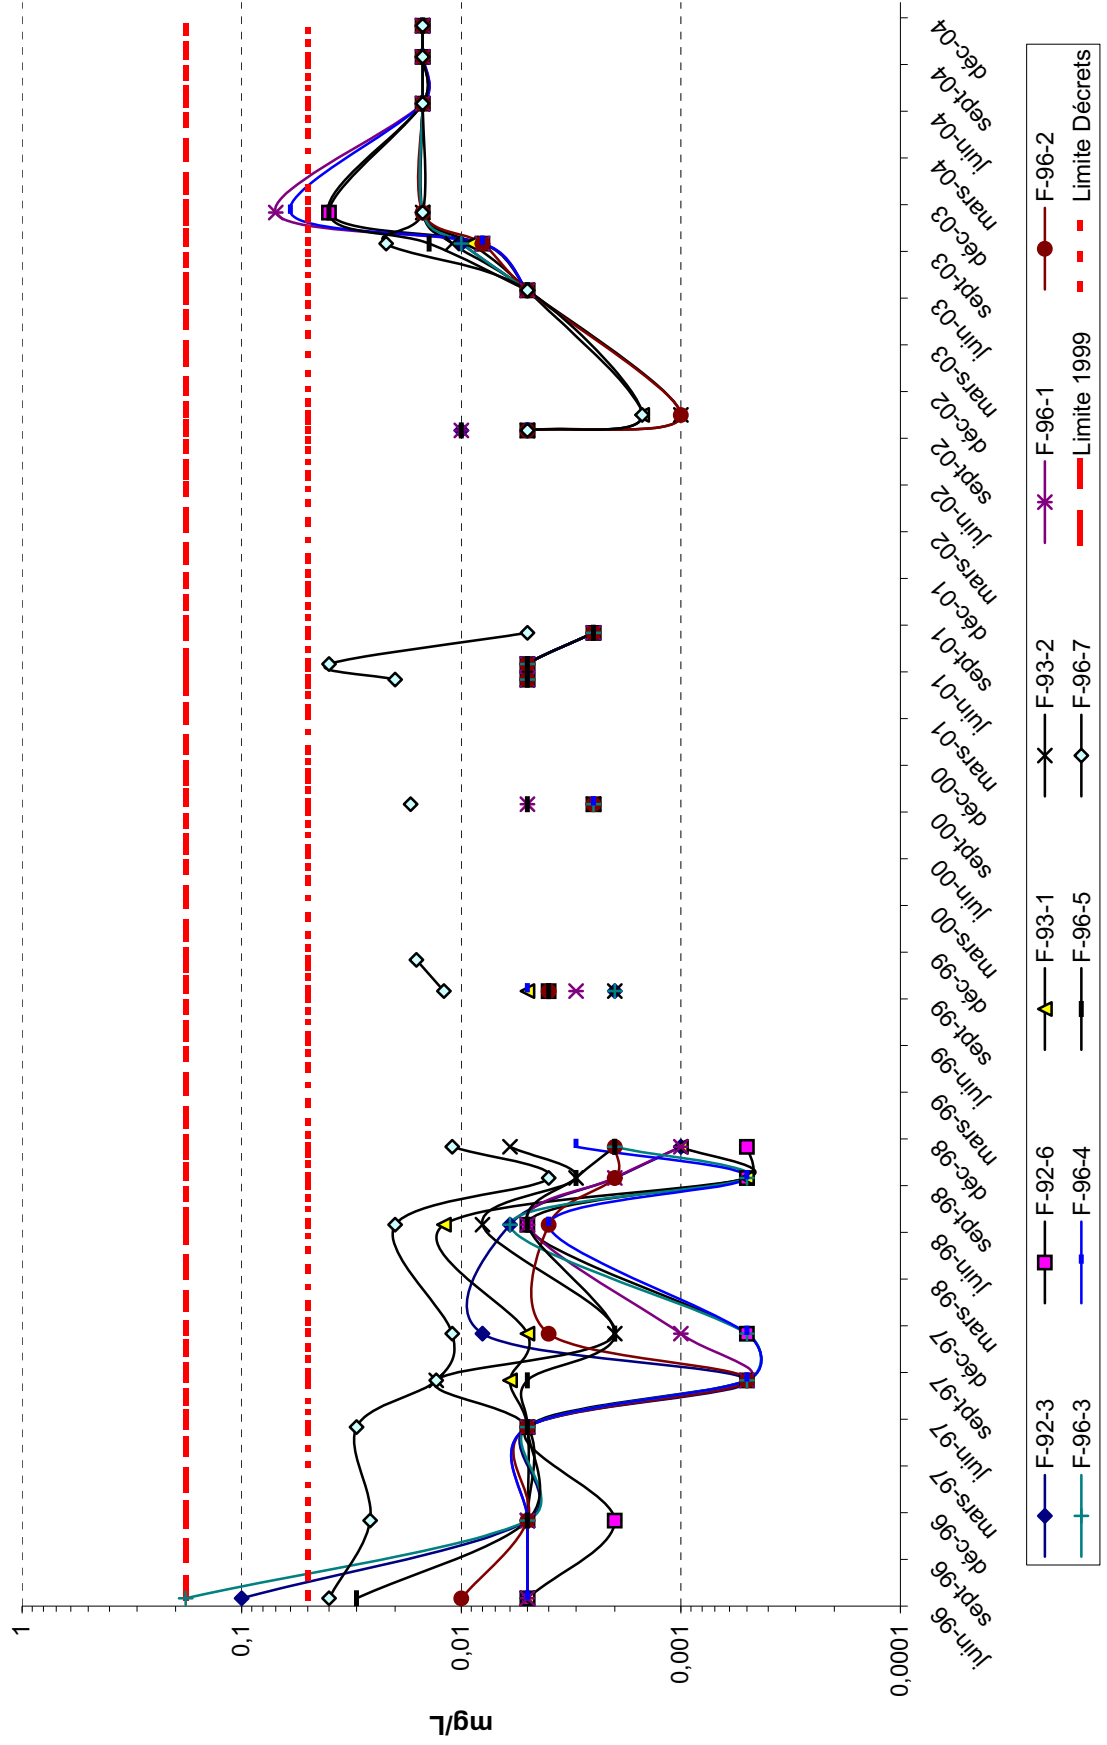 mg/L
1
0,1
0,01
0,001
0,0001
juin-96
sept-96
déc-96
mars-97
juin-97
sept-97
déc-97
mars-98
juin-98
sept-98
déc-98
mars-99
juin-99
sept-99
déc-99
mars-00
juin-00
sept-00
déc-00
mars-01
juin-01
sept-01
déc-01
mars-02
juin-02
sept-02
déc-02
mars-03
juin-03
sept-03
déc-03
mars-04
juin-04
sept-04
déc-04
F-92-3 F-92-6 F-93-1 F-93-2 F-96-1 F-96-2
F-96-3 F-96-4 F-96-5 F-96-7 Limite 1999 Limite Décrets